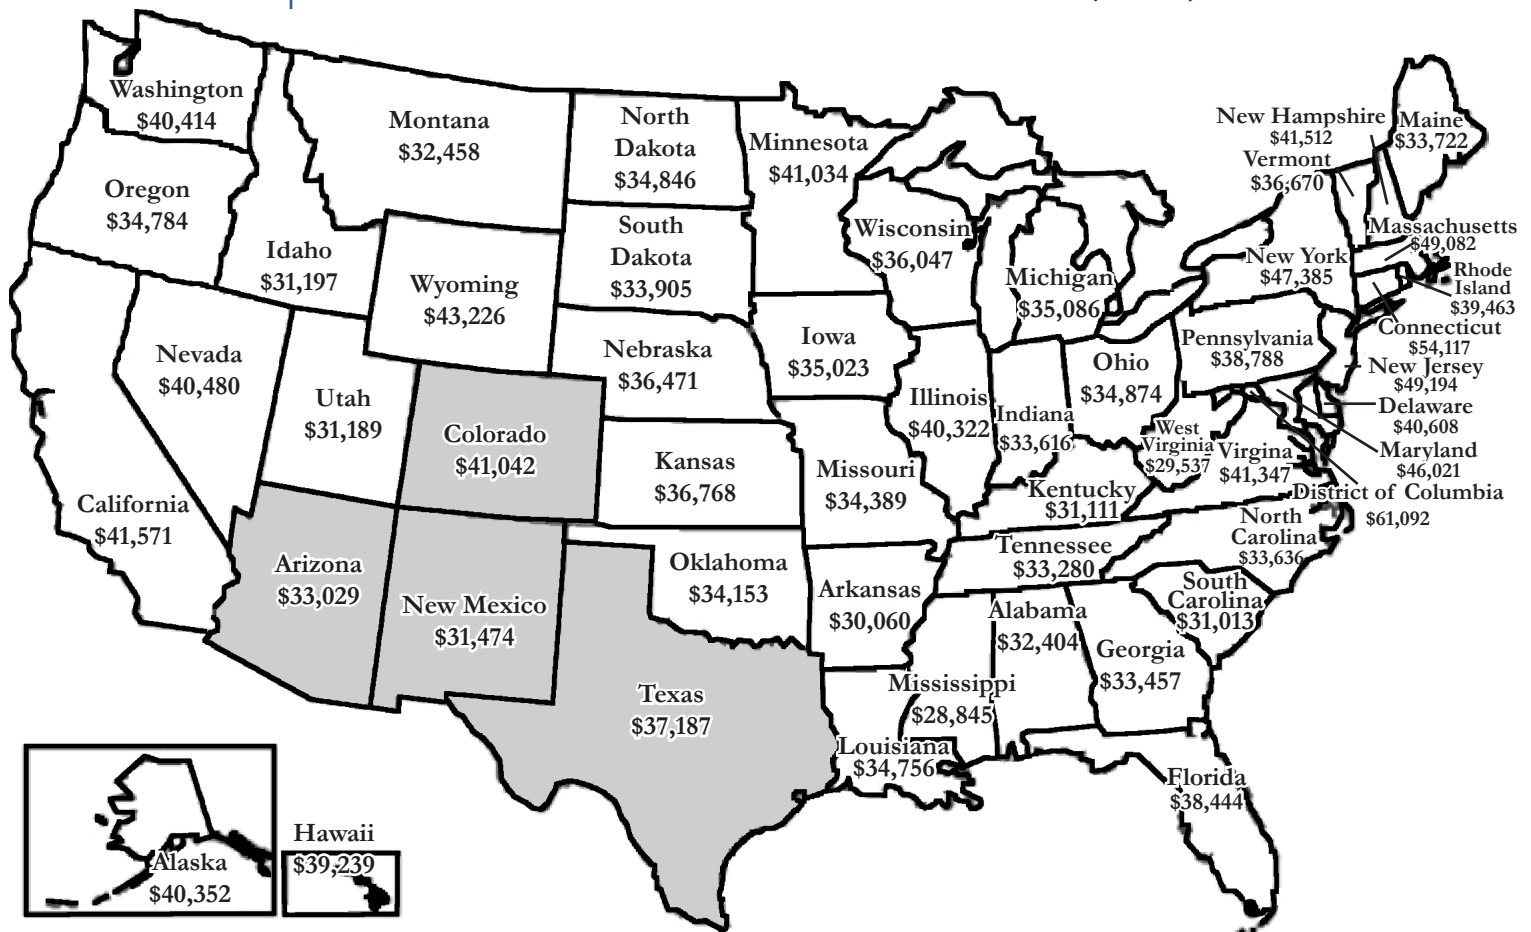 Washington
$40,414
Montana
$32,458
North
Dakota
$34,846
Minnesota
$41,034
New Hampshire
$41,512
Maine
$33,722
Vermont
$36,670
Oregon
$34,784
Idaho
$31,197
Wyoming
$43,226
South
Dakota
$33,905
Wisconsin
$36,047
Michigan
$35,086
New York
$47,385
Massachusetts
$49,082
Rhode
Island
$39,463
Connecticut
$54,117
Nevada
$40,480
Utah
$31,189
Nebraska
$36,471
Iowa
$35,023
Illinois
$40,322
Indiana
$33,616
Ohio
$34,874
Pennsylvania
$38,788
New Jersey
$49,194
Delaware
$40,608
Maryland
$46,021
District of Columbia
$61,092
California
$41,571
Colorado
$41,042
Kansas
$36,768
Missouri
$34,389
Kentucky
$31,111
West
Virginia
$29,537
Virgina
$41,347
North
Carolina
$33,636
Arizona
$33,029
New Mexico
$31,474
Oklahoma
$34,153
Arkansas
$30,060
Tennessee
$33,280
South
Carolina
$31,013
Alabama
$32,404
Georgia
$33,457
Mississippi
$28,845
Texas
$37,187
Louisiana
$34,756
Florida
$38,444
Alaska
$40,352
Hawaii
$39,239